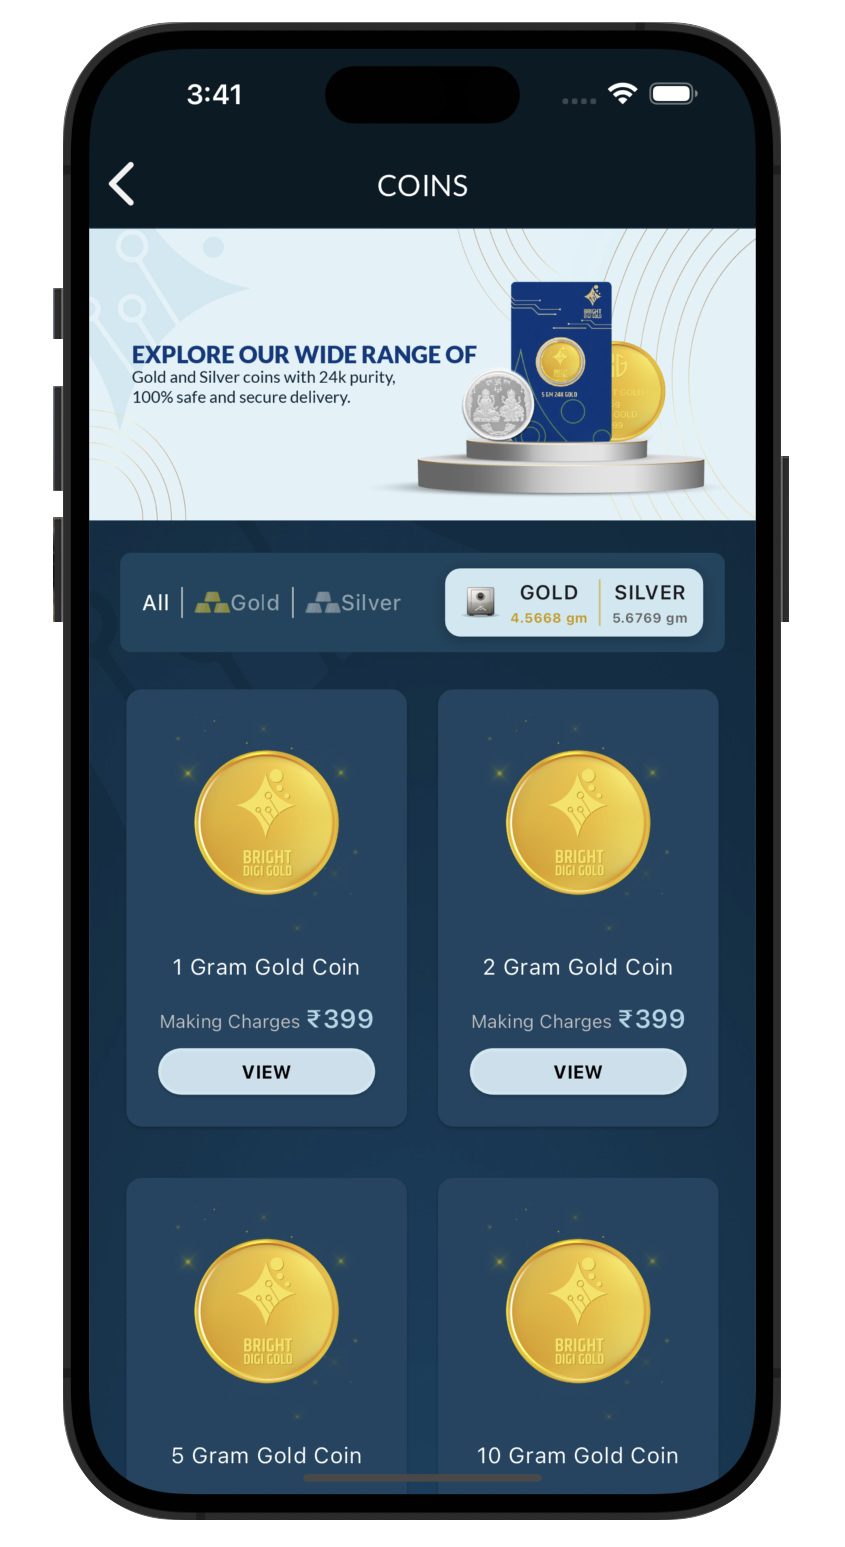 3:41
COINS
EXPLORE OUR WIDE RANGE OF
Gold and Silver coins with 24k purity,
100% safe and secure delivery.
BRIGHT
DIGI GOLD
5 GM 24K GOLD
All
Gold
Silver
GOLD
4.5668 gm
SILVER
5.6769 gm
BRIGHT
DIGI GOLD
1 Gram Gold Coin
Making Charges ₹399
VIEW
BRIGHT
DIGI GOLD
2 Gram Gold Coin
Making Charges ₹399
VIEW
BRIGHT
DIGI GOLD
5 Gram Gold Coin
BRIGHT
DIGI GOLD
10 Gram Gold Coin